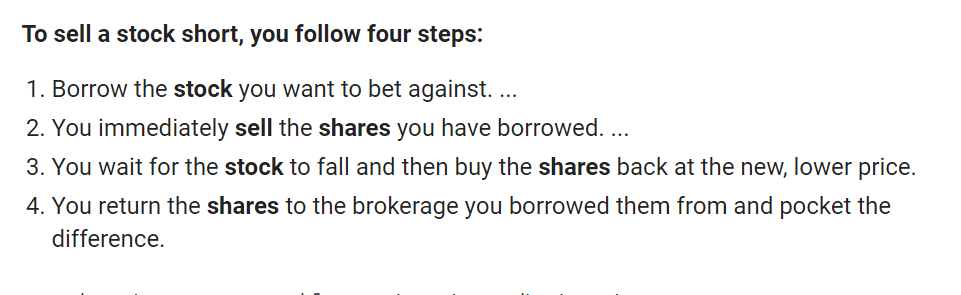 To sell a stock short, you follow four steps:
1. Borrow the stock you want to bet against. ...
2. You immediately sell the shares you have borrowed. ...
3. You wait for the stock to fall and then buy the shares back at the new, lower price.
4. You return the shares to the brokerage you borrowed them from and pocket the
difference.